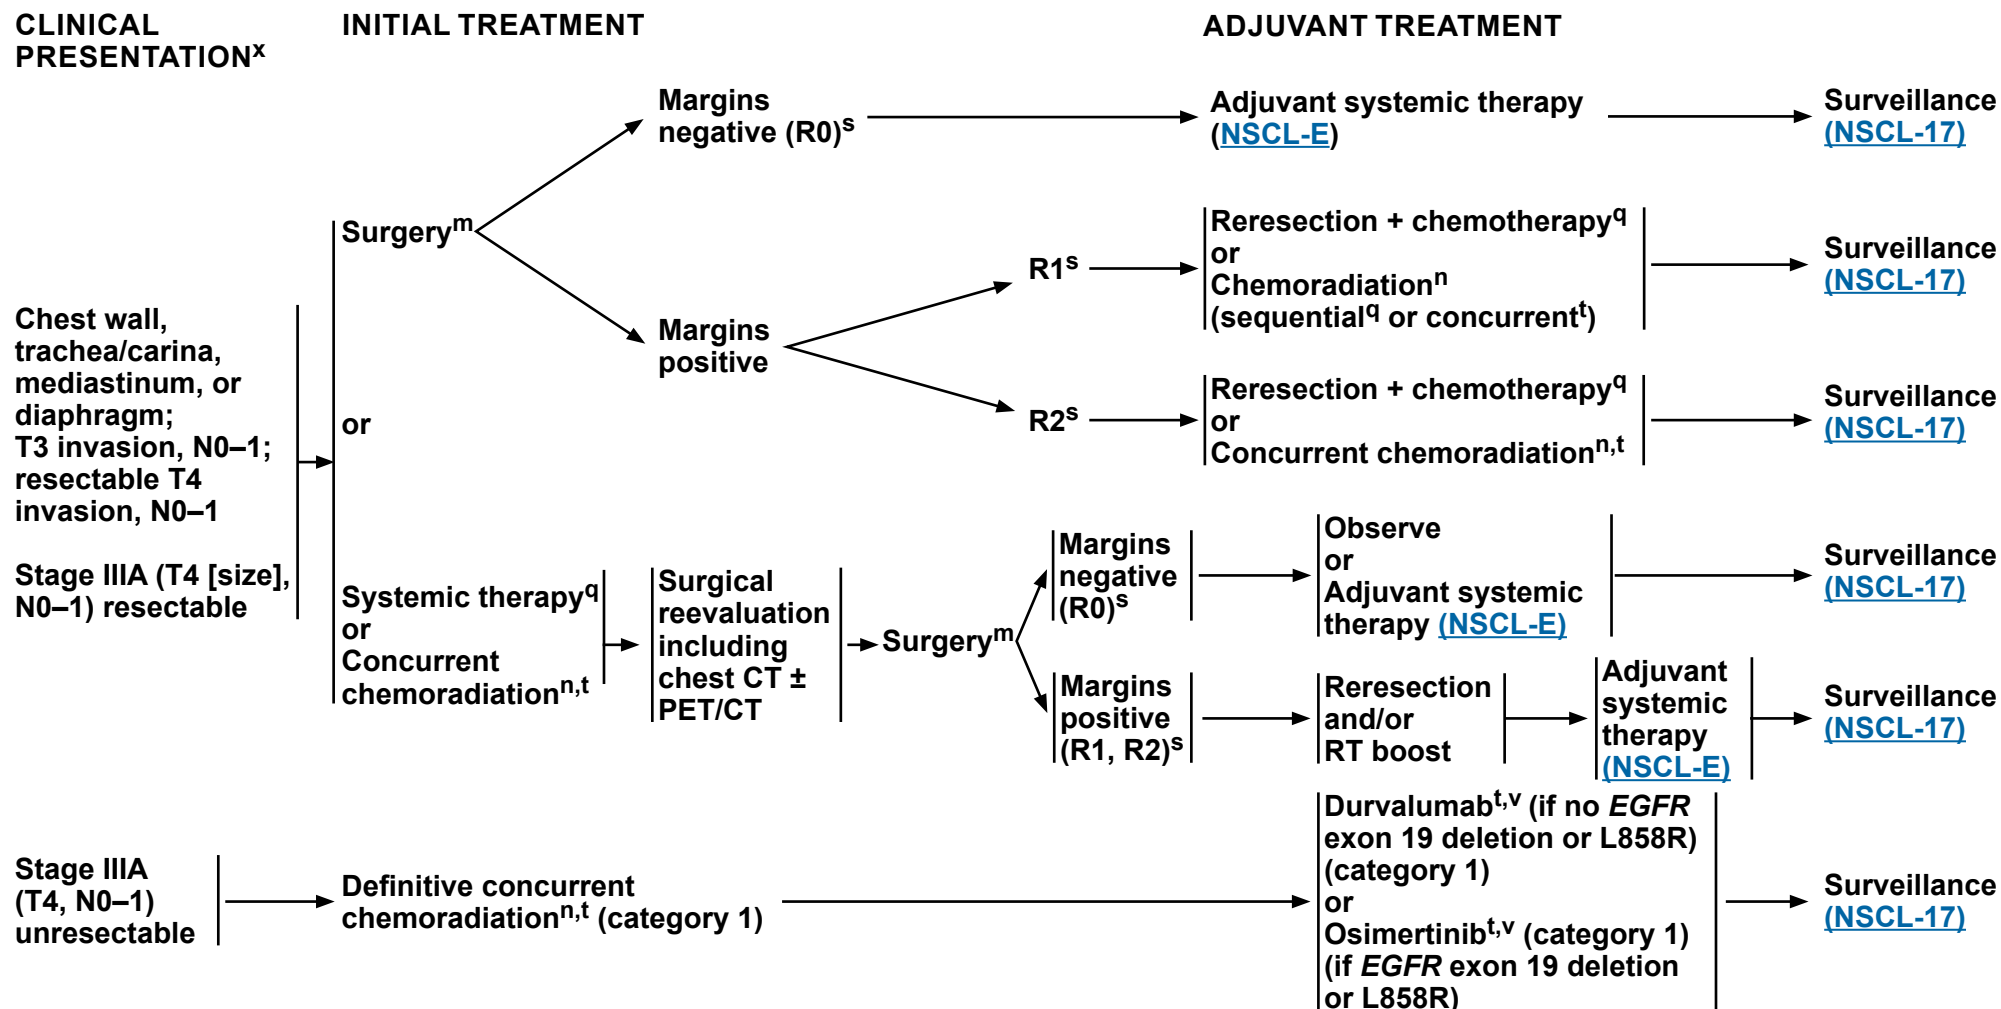 CLINICAL
PRESENTATIONx
INITIAL TREATMENT
ADJUVANT TREATMENT
Chest wall,
trachea/carina,
mediastinum, or
diaphragm;
T3 invasion, N0–1;
resectable T4
invasion, N0–1
Stage IIIA (T4 [size],
N0–1) resectable
Surgerym
or
Systemic therapyq
or
Concurrent
chemoradiationn,t
Margins
negative (R0)s
Adjuvant systemic therapy
(NSCL-E)
Surveillance
(NSCL-17)
Margins
positive
R1s
Reresection + chemotherapyq
or
Chemoradiationn
(sequentialq or concurrentt)
Surveillance
(NSCL-17)
R2s
Reresection + chemotherapyq
or
Concurrent chemoradiationn,t
Surveillance
(NSCL-17)
Surgical
reevaluation
including
chest CT ±
PET/CT
Surgerym
Margins
negative
(R0)s
Observe
or
Adjuvant systemic
therapy (NSCL-E)
Surveillance
(NSCL-17)
Margins
positive
(R1, R2)s
Reresection
and/or
RT boost
Adjuvant
systemic
therapy
(NSCL-E)
Surveillance
(NSCL-17)
Stage IIIA
(T4, N0–1)
unresectable
Definitive concurrent
chemoradiationn,t (category 1)
Durvalumabt,v (if no EGFR
exon 19 deletion or L858R)
(category 1)
or
Osimertinibt,v (category 1)
(if EGFR exon 19 deletion
or L858R)
Surveillance
(NSCL-17)